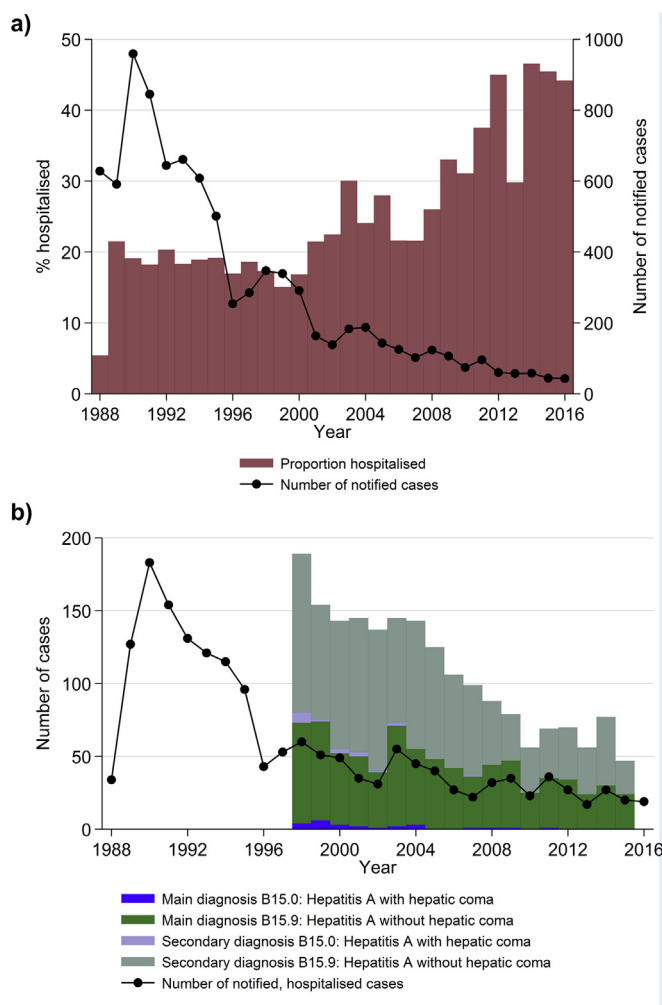 a)
50
40
30
20
10
0
% hospitalised
1000
800
600
400
200
0
Number of notified cases
1988 1992 1996 2000 2004 2008 2012 2016
Year
Proportion hospitalised
Number of notified cases
b)
200
150
100
50
0
Number of cases
1988 1992 1996 2000 2004 2008 2012 2016
Year
Main diagnosis B15.0: Hepatitis A with hepatic coma
Main diagnosis B15.9: Hepatitis A without hepatic coma
Secondary diagnosis B15.0: Hepatitis A with hepatic coma
Secondary diagnosis B15.9: Hepatitis A without hepatic coma
Number of notified, hospitalised cases